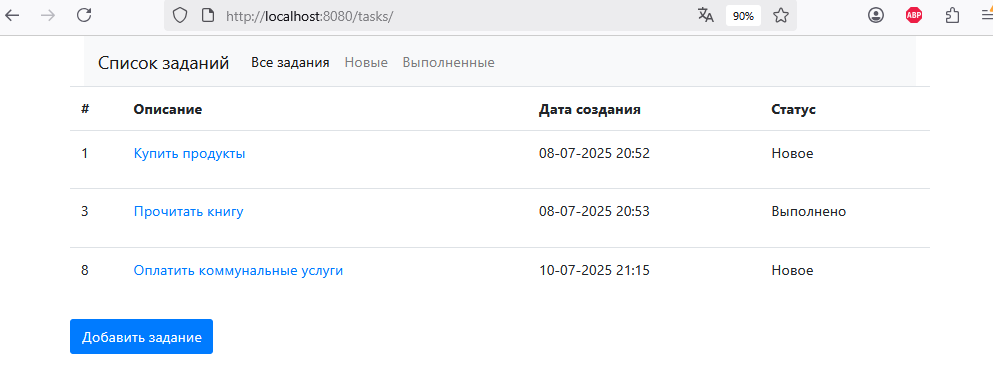 http://localhost:8080/tasks/ 90% ABP
Список заданий Все задания Новые Выполненные
# Описание Дата создания Статус
1 Купить продукты 08-07-2025 20:52 Новое
3 Прочитать книгу 08-07-2025 20:53 Выполнено
8 Оплатить коммунальные услуги 10-07-2025 21:15 Новое
Добавить задание